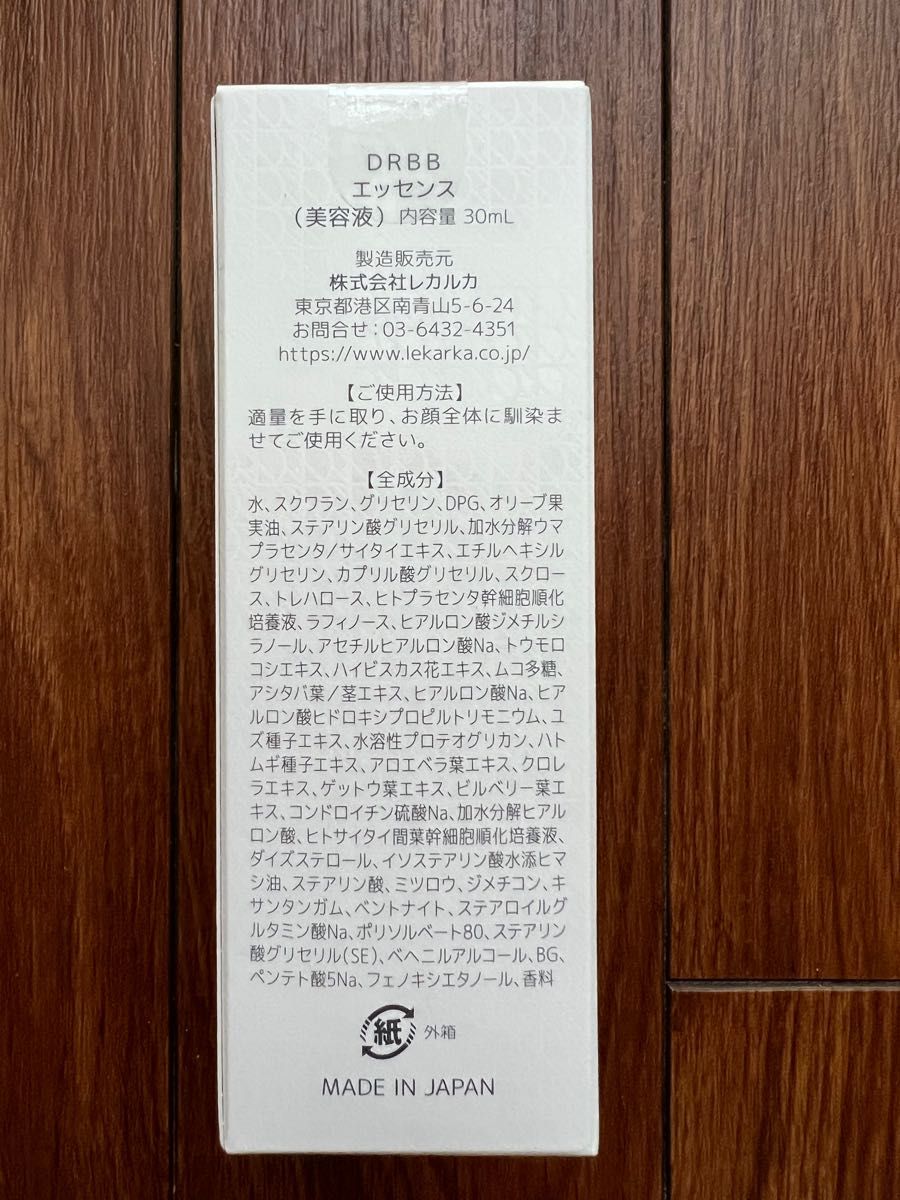 DRBB
エッセンス
（美容液）内容量 30mL
製造販売元
株式会社レカルカ
東京都港区南青山5-6-24
お問合せ：03-6432-4351
https://www.lekarka.co.jp/
【ご使用方法】
適量を手に取り、お顔全体に馴染ま
せてご使用ください。
【全成分】
水、スクワラン、グリセリン、DPG、オリーブ果
実油、ステアリン酸グリセリル、加水分解ウマ
プラセンタ/サイタイエキス、エチルヘキシル
グリセリン、カプリル酸グリセリル、スクロー
ス、トレハロース、ヒトプラセンタ幹細胞順化
培養液、ラフィノース、ヒアルロン酸ジメチルシ
ラノール、アセチルヒアルロン酸Na、トウモロ
コシエキス、ハイビスカス花エキス、ムコ多糖、
アシタバ葉/茎エキス、ヒアルロン酸Na、ヒア
ルロン酸ヒドロキシプロピルトリモニウム、ユ
ズ種子エキス、水溶性プロテオグリカン、ハト
ムギ種子エキス、アロエベラ葉エキス、クロレ
ラエキス、ゲットウ葉エキス、ビルベリー葉エ
キス、コンドロイチン硫酸Na、加水分解ヒアル
ロン酸、ヒトサイタイ間葉幹細胞順化培養液、
ダイズステロール、イソステアリン酸水添ヒマ
シ油、ステアリン酸、ミツロウ、ジメチコン、キ
サンタンガム、ベントナイト、ステアロイルグ
ルタミン酸Na、ポリソルベート80、ステアリン
酸グリセリル(SE)、ベヘニルアルコール、BG、
ペンテト酸5Na、フェノキシエタノール、香料
紙 外箱
MADE IN JAPAN